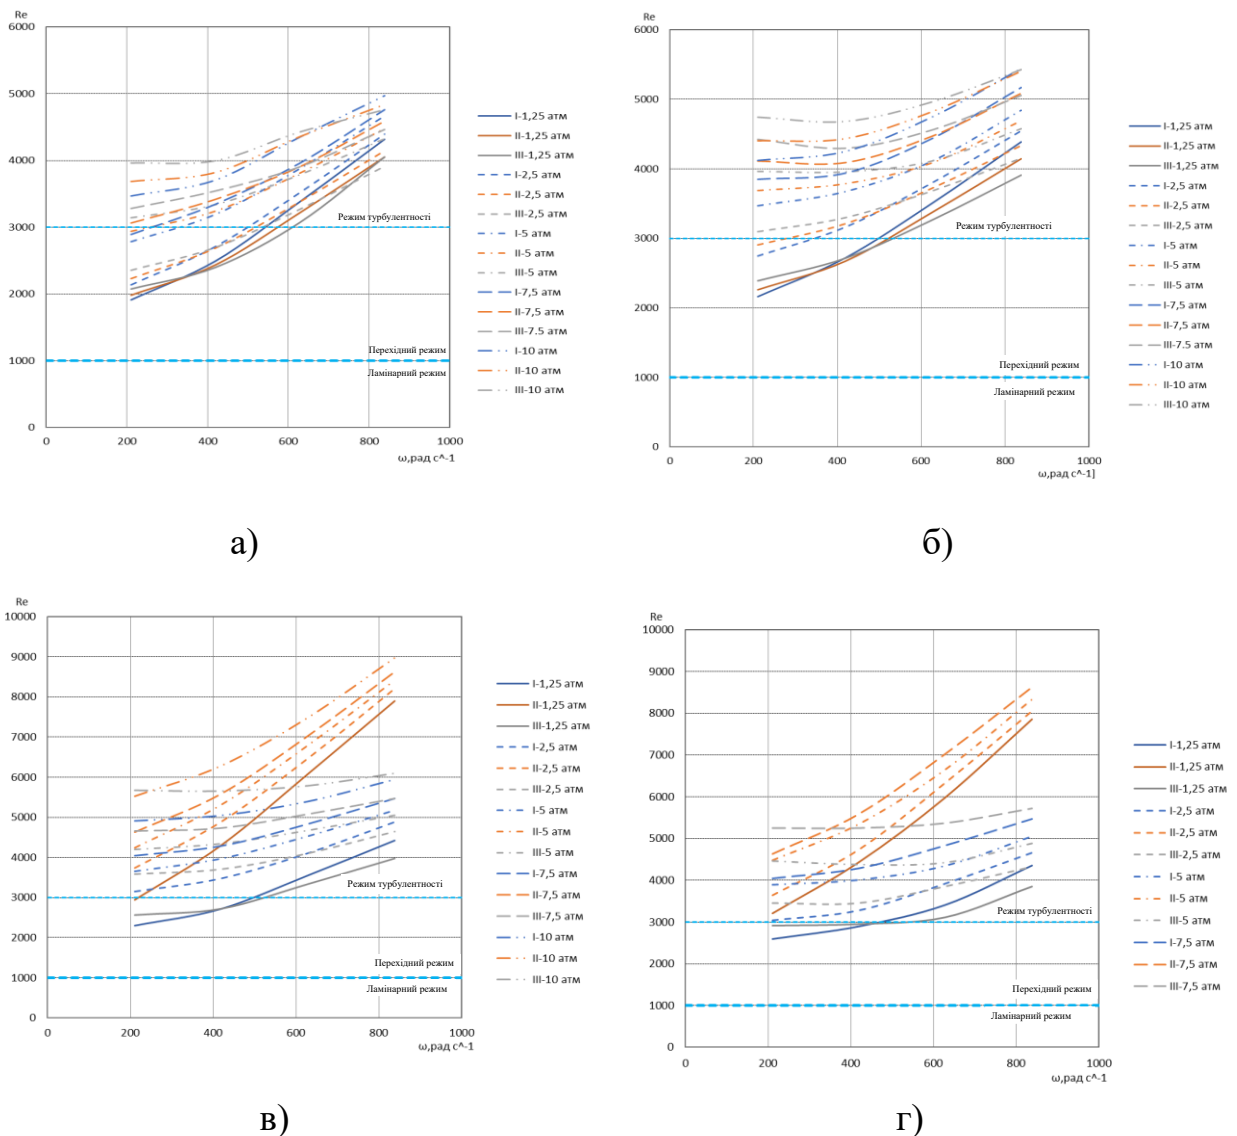 Re
6000
5000
4000
3000
2000
1000
0
Режим турбулентності
Перехідний режим
Ламінарний режим
0 200 400 600 800 1000
ω,рад с^-1
I-1,25 атм
II-1,25 атм
III-1,25 атм
I-2,5 атм
II-2,5 атм
III-2,5 атм
I-5 атм
II-5 атм
III-5 атм
I-7,5 атм
II-7,5 атм
III-7.5 атм
I-10 атм
II-10 атм
III-10 атм
а)
Re
6000
5000
4000
3000
2000
1000
0
Режим турбулентності
Перехідний режим
Ламінарний режим
0 200 400 600 800 1000
ω,рад с^-1]
I-1,25 атм
II-1,25 атм
III-1,25 атм
I-2,5 атм
II-2,5 атм
III-2,5 атм
I-5 атм
II-5 атм
III-5 атм
I-7,5 атм
II-7,5 атм
III-7.5 атм
I-10 атм
II-10 атм
III-10 атм
б)
Re
10000
9000
8000
7000
6000
5000
4000
3000
2000
1000
0
Режим турбулентності
Перехідний режим
Ламінарний режим
0 200 400 600 800 1000
ω,рад с^-1
I-1,25 атм
II-1,25 атм
III-1,25 атм
I-2,5 атм
II-2,5 атм
III-2,5 атм
I-5 атм
II-5 атм
III-5 атм
I-7,5 атм
II-7,5 атм
III-7,5 атм
I-10 атм
II-10 атм
III-10 атм
в)
Re
10000
9000
8000
7000
6000
5000
4000
3000
2000
1000
0
Режим турбулентності
Перехідний режим
Ламінарний режим
0 200 400 600 800 1000
ω,рад с^-1
I-1,25 атм
II-1,25 атм
III-1,25 атм
I-2,5 атм
II-2,5 атм
III-2,5 атм
I-5 атм
II-5 атм
III-5 атм
I-7,5 атм
II-7,5 атм
III-7,5 атм
г)